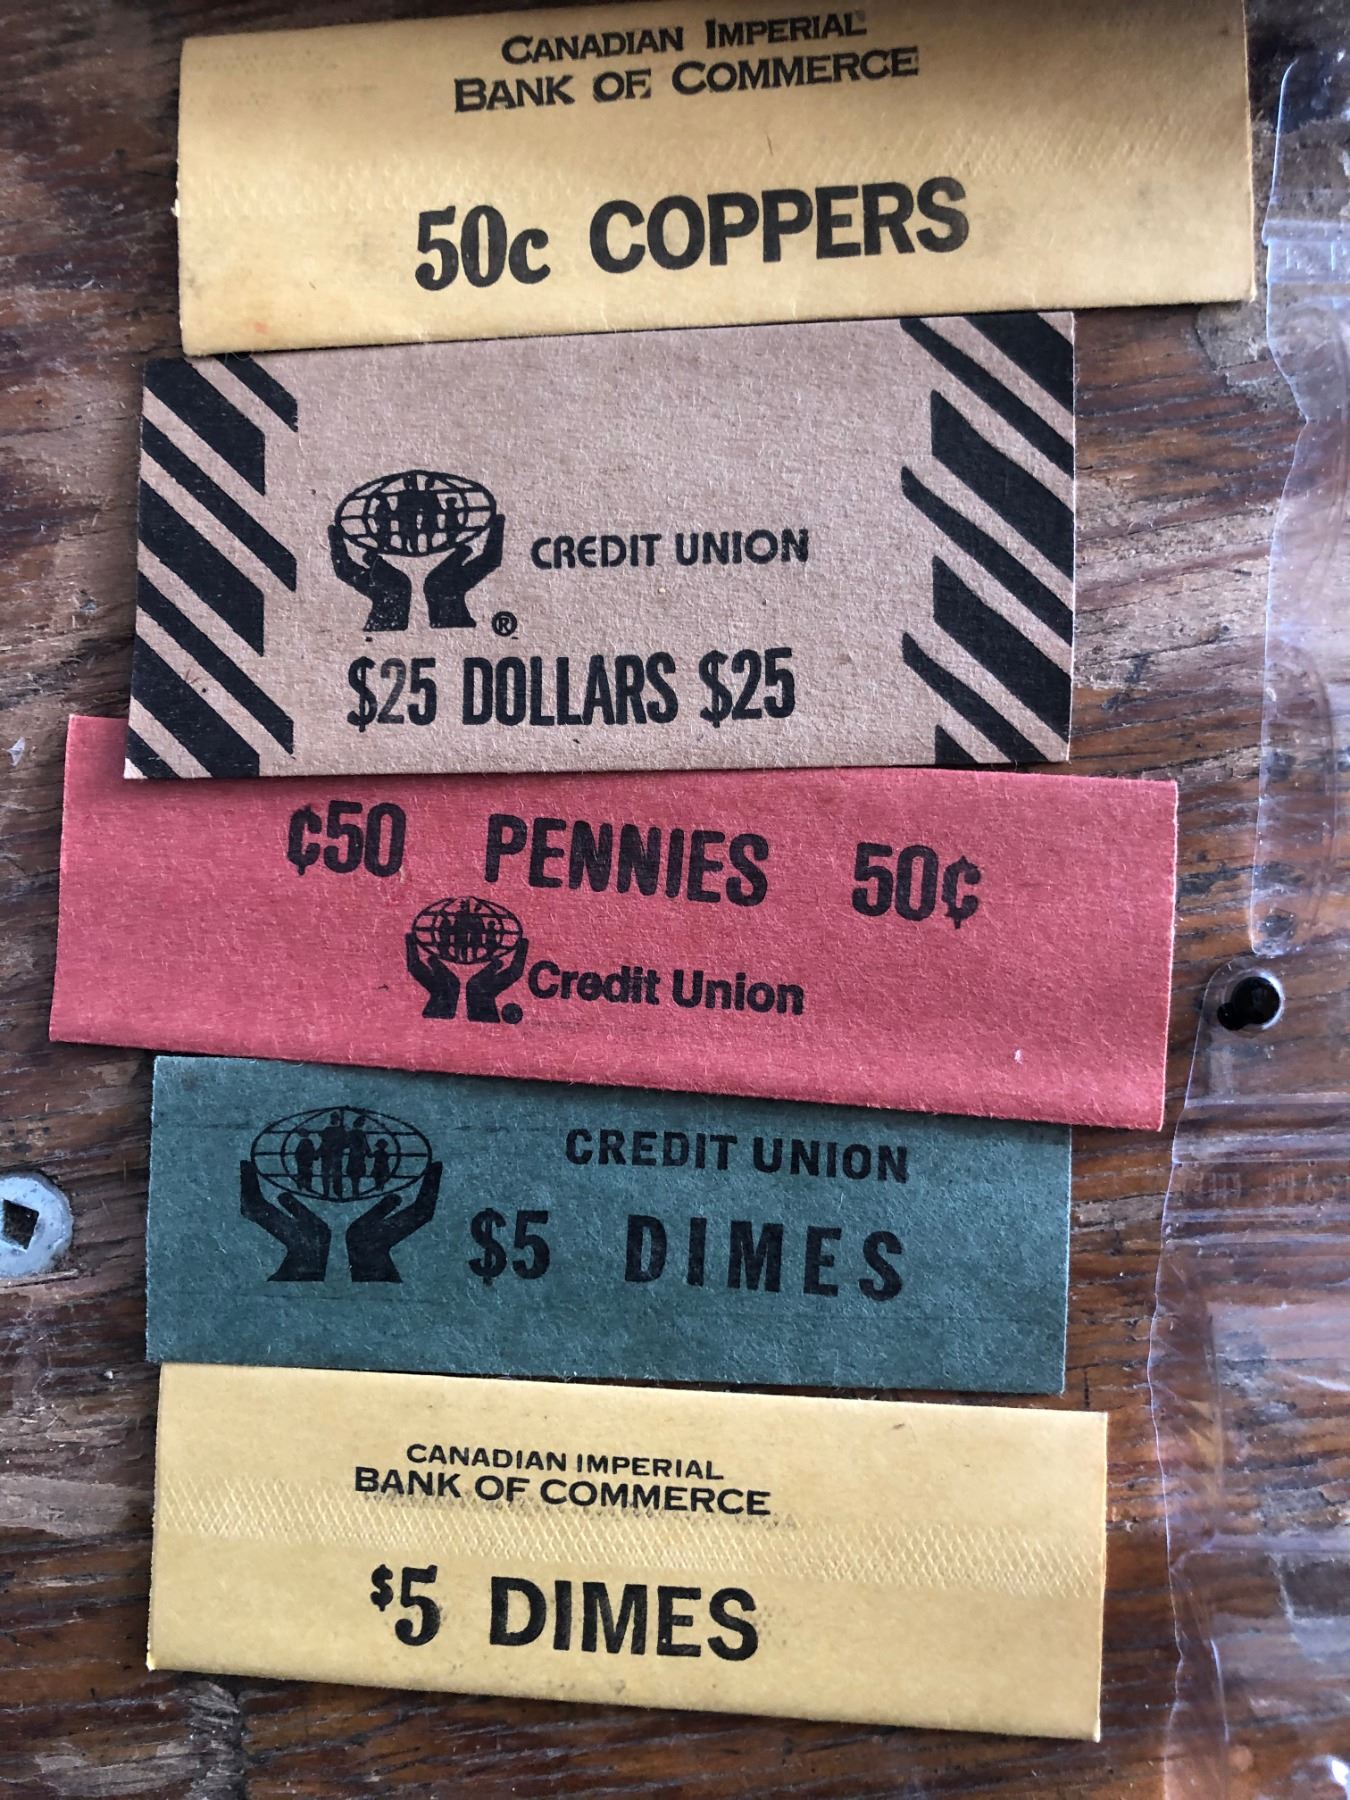 CANADIAN IMPERIAL
BANK OF COMMERCE
50c COPPERS
CREDIT UNION
®
$25 DOLLARS $25
¢50 PENNIES 50¢
Credit Union
CREDIT UNION
$5 DIMES
CANADIAN IMPERIAL
BANK OF COMMERCE
$5 DIMES